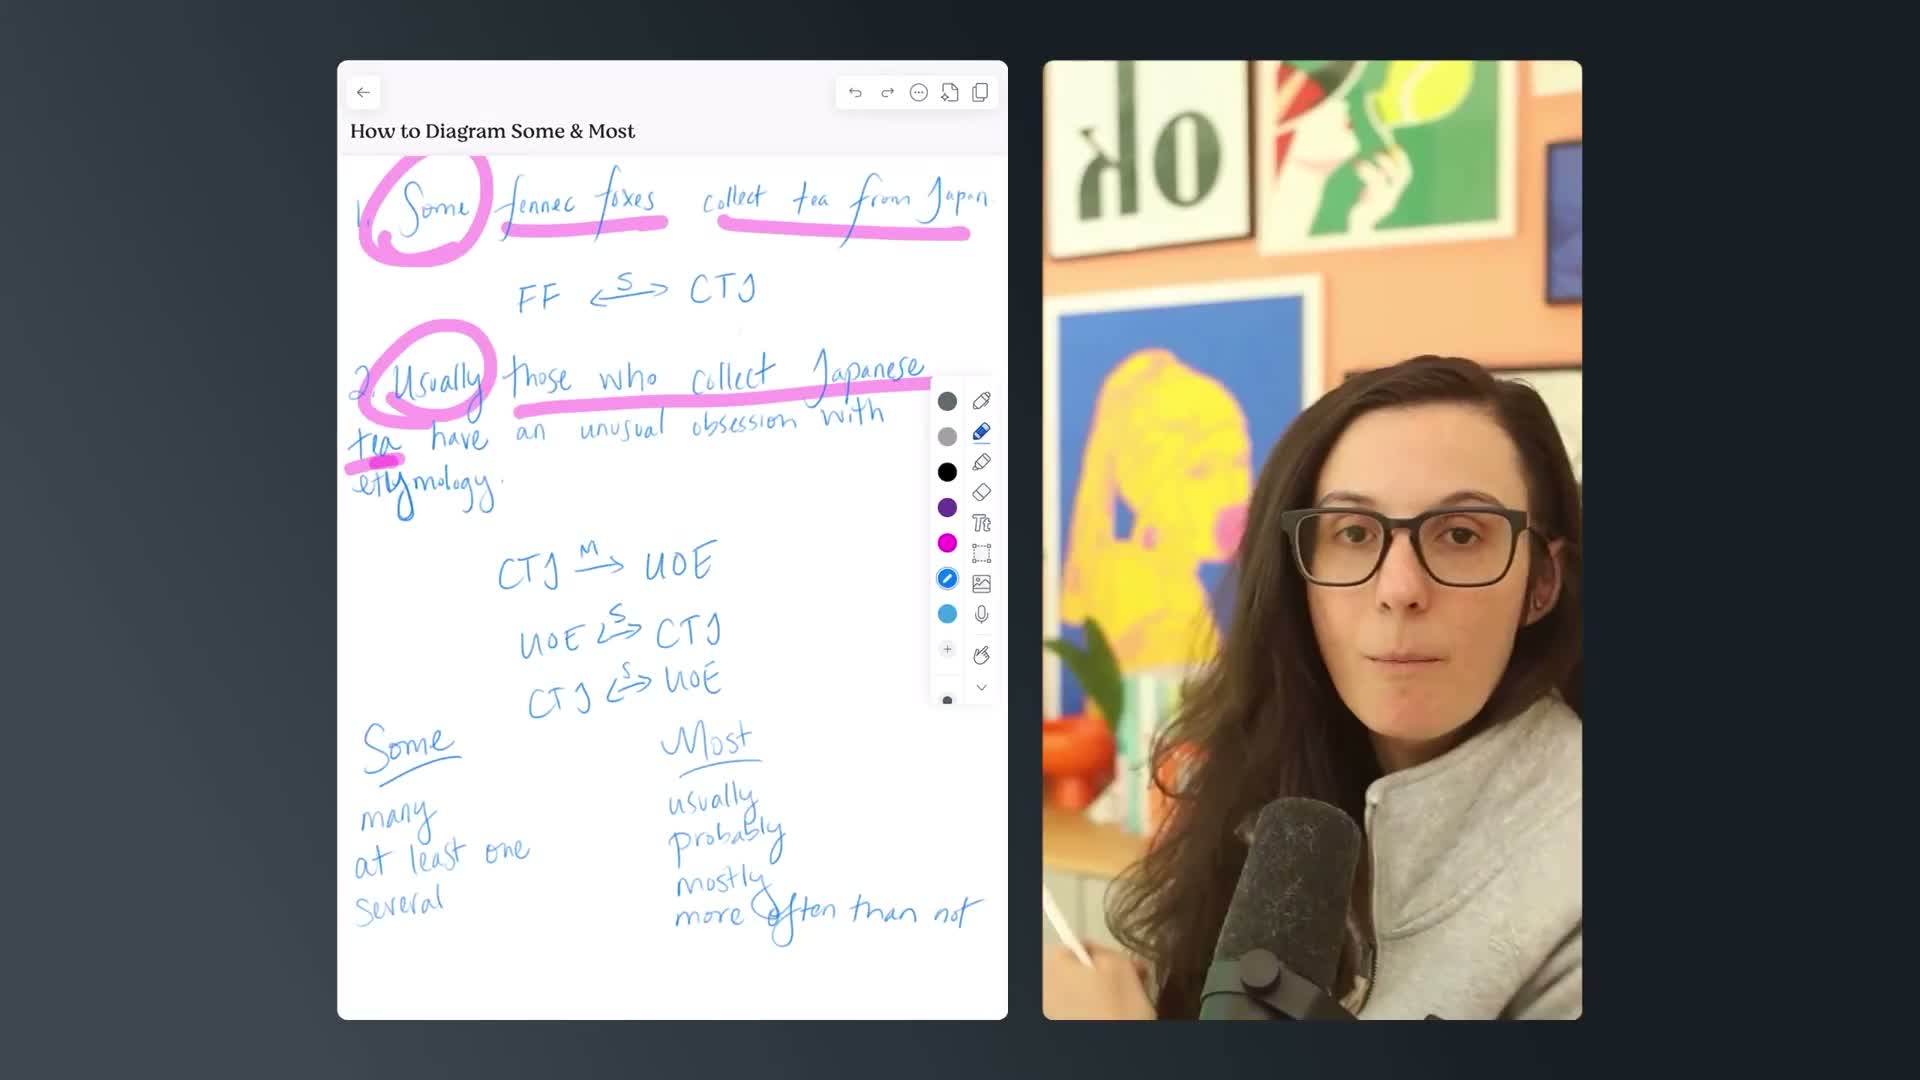 How to Diagram Some & Most
1. Some fennec foxes collect tea from Japan.
FF S CTJ
2. Usually those who collect Japanese
tea have an unusual obsession with
etymology.
CTJ M UOE
UOE S CTJ
CTJ S UOE
Some
many
at least one
several
Most
usually
probably
mostly
more often than not
Tt
OK